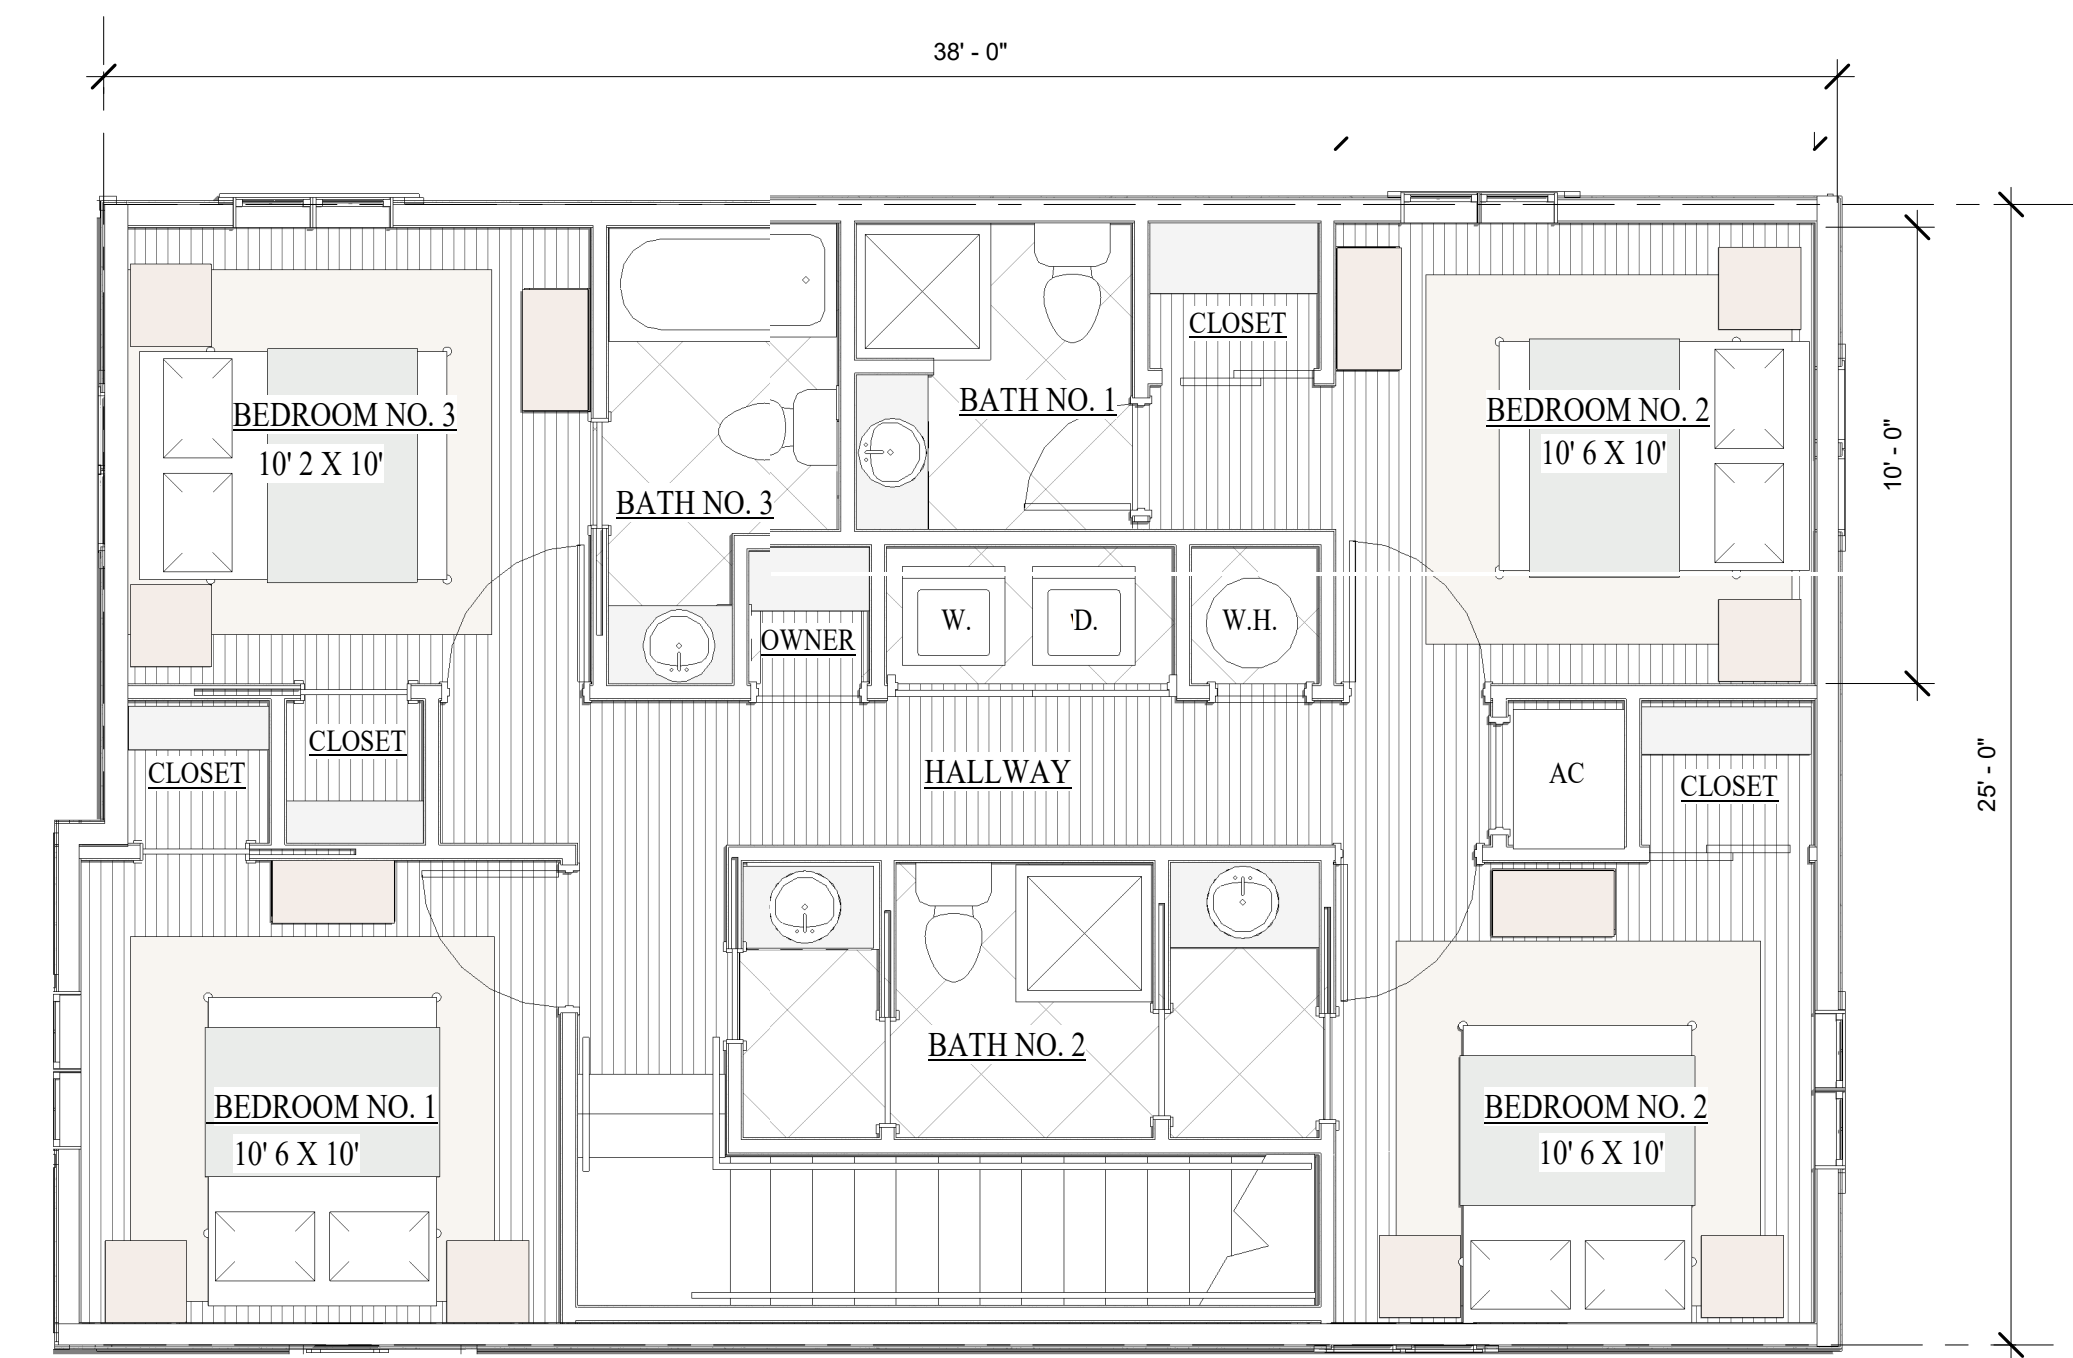 38' - 0"
CLOSET
BATH NO. 1
BEDROOM NO. 3
10' 2 X 10'
BEDROOM NO. 2
10' 6 X 10'
10' - 0"
BATH NO. 3
OWNER
W.
D.
W.H.
CLOSET
CLOSET
HALLWAY
AC
CLOSET
25' - 0"
BATH NO. 2
BEDROOM NO. 1
10' 6 X 10'
BEDROOM NO. 2
10' 6 X 10'